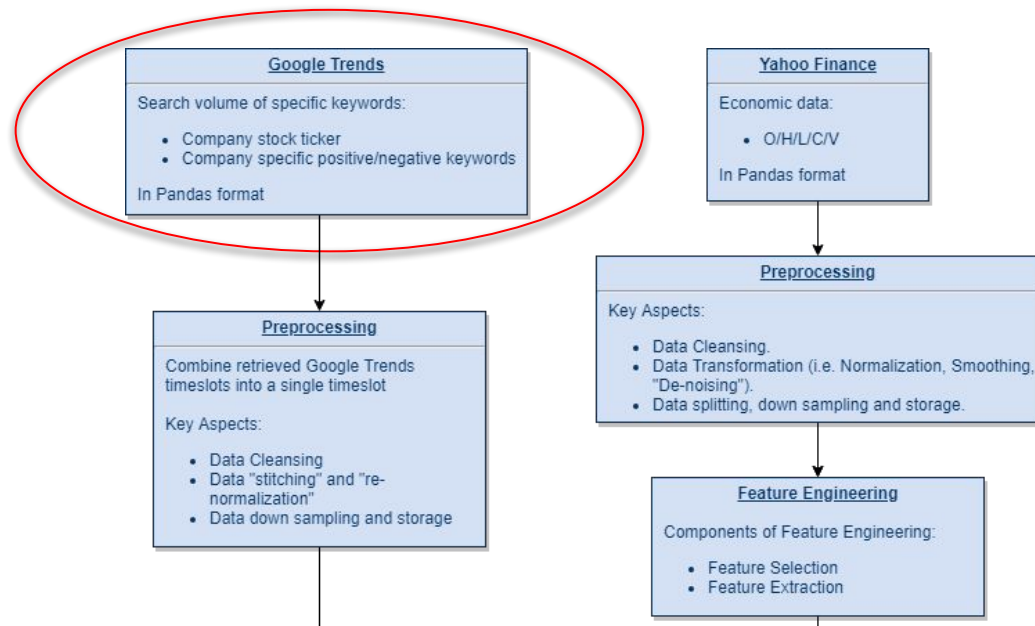 Google Trends
Search volume of specific keywords:
• Company stock ticker
• Company specific positive/negative keywords
In Pandas format
Preprocessing
Combine retrieved Google Trends
timeslots into a single timeslot
Key Aspects:
• Data Cleansing
• Data "stitching" and "re-
normalization"
• Data down sampling and storage
Yahoo Finance
Economic data:
• O/H/L/C/V
In Pandas format
Preprocessing
Key Aspects:
• Data Cleansing.
• Data Transformation (i.e. Normalization, Smoothing,
"De-noising").
• Data splitting, down sampling and storage.
Feature Engineering
Components of Feature Engineering:
• Feature Selection
• Feature Extraction